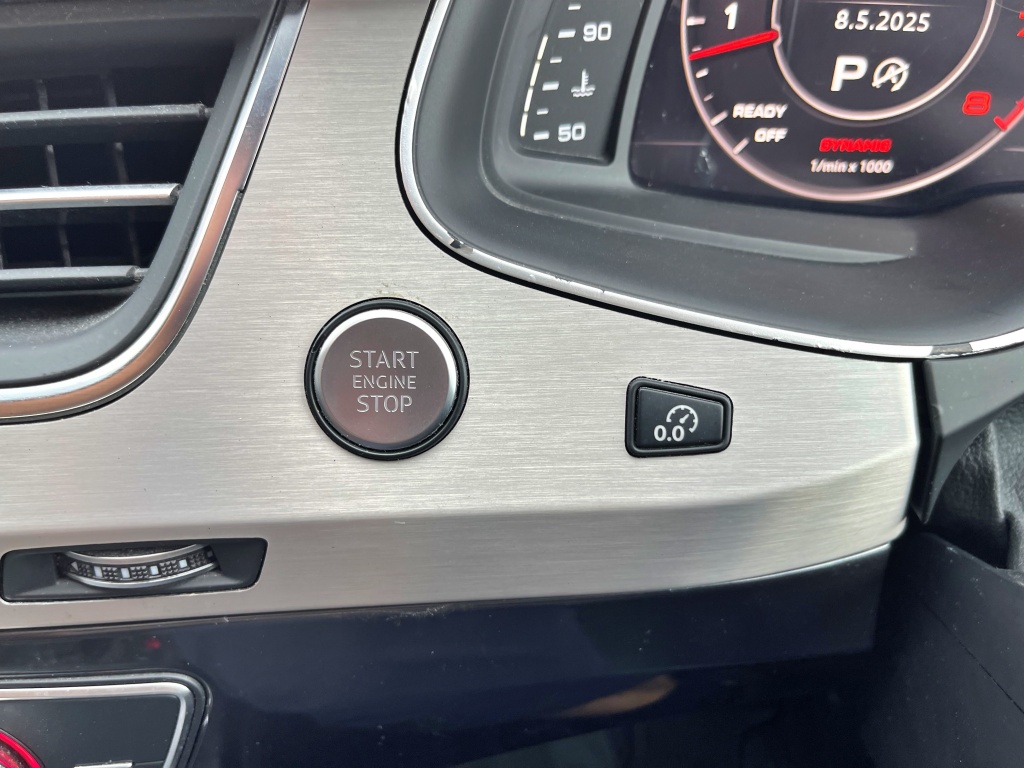 90
50
1
8.5.2025
P A
READY
OFF
8
DYNAMIC
1/min x 1000
START
ENGINE
STOP
0.0